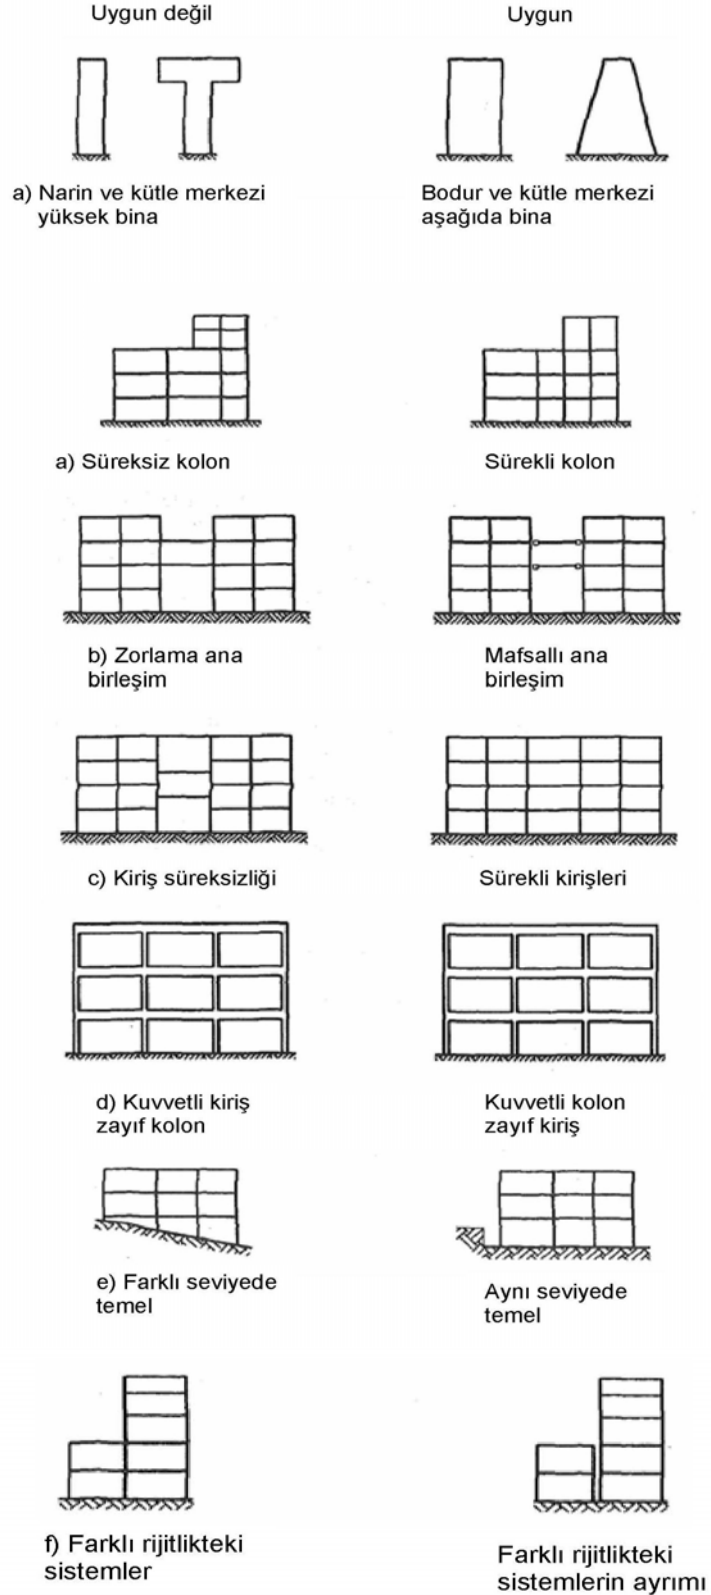 Uygun değil
Uygun
a) Narin ve kütle merkezi
yüksek bina
Bodur ve kütle merkezi
aşağıda bina
a) Süreksiz kolon
Sürekli kolon
b) Zorlama ana
birleşim
Mafsallı ana
birleşim
c) Kiriş süreksizliği
Sürekli kirişleri
d) Kuvvetli kiriş
zayıf kolon
Kuvvetli kolon
zayıf kiriş
e) Farklı seviyede
temel
Aynı seviyede
temel
f) Farklı rijitlikteki
sistemler
Farklı rijitlikteki
sistemlerin ayrımı